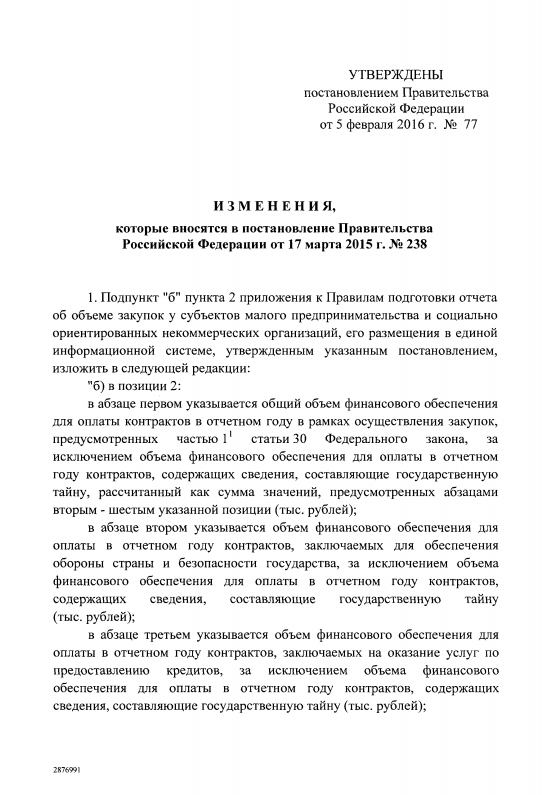 УТВЕРЖДЕНЫ
постановлением Правительства
Российской Федерации
от 5 февраля 2016 г. № 77
И З М Е Н Е Н И Я,
которые вносятся в постановление Правительства
Российской Федерации от 17 марта 2015 г. № 238
1. Подпункт "б" пункта 2 приложения к Правилам подготовки отчета
об объеме закупок у субъектов малого предпринимательства и социально
ориентированных некоммерческих организаций, его размещения в единой
информационной системе, утвержденным указанным постановлением,
изложить в следующей редакции:
"б) в позиции 2:
в абзаце первом указывается общий объем финансового обеспечения
для оплаты контрактов в отчетном году в рамках осуществления закупок,
предусмотренных частью 1¹ статьи 30 Федерального закона, за
исключением объема финансового обеспечения для оплаты в отчетном
году контрактов, содержащих сведения, составляющие государственную
тайну, рассчитанный как сумма значений, предусмотренных абзацами
вторым - шестым указанной позиции (тыс. рублей);
в абзаце втором указывается объем финансового обеспечения для
оплаты в отчетном году контрактов, заключаемых для обеспечения
обороны страны и безопасности государства, за исключением объема
финансового обеспечения для оплаты в отчетном году контрактов,
содержащих сведения, составляющие государственную тайну
(тыс. рублей);
в абзаце третьем указывается объем финансового обеспечения для
оплаты в отчетном году контрактов, заключаемых на оказание услуг по
предоставлению кредитов, за исключением объема финансового
обеспечения для оплаты в отчетном году контрактов, содержащих
сведения, составляющие государственную тайну (тыс. рублей);
2876991